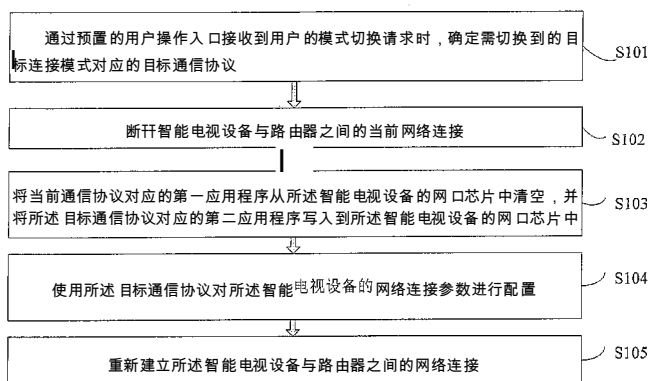 通过预置的用户操作入口接收到用户的模式切换请求时，确定需切换到的目
标连接模式对应的目标通信协议
S101
断开智能电视设备与路由器之间的当前网络连接
S102
将当前通信协议对应的第一应用程序从所述智能电视设备的网口芯片中清空，并
将所述目标通信协议对应的第二应用程序写入到所述智能电视设备的网口芯片中
S103
使用所述目标通信协议对所述智能电视设备的网络连接参数进行配置
S104
重新建立所述智能电视设备与路由器之间的网络连接
S105